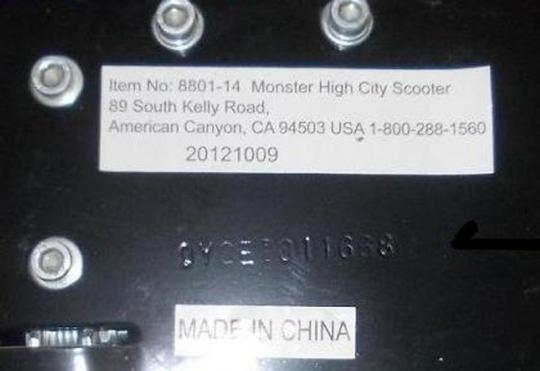 Item No: 8801-14 Monster High City Scooter
89 South Kelly Road,
American Canyon, CA 94503 USA 1-800-288-1560
20121009
MADE IN CHINA